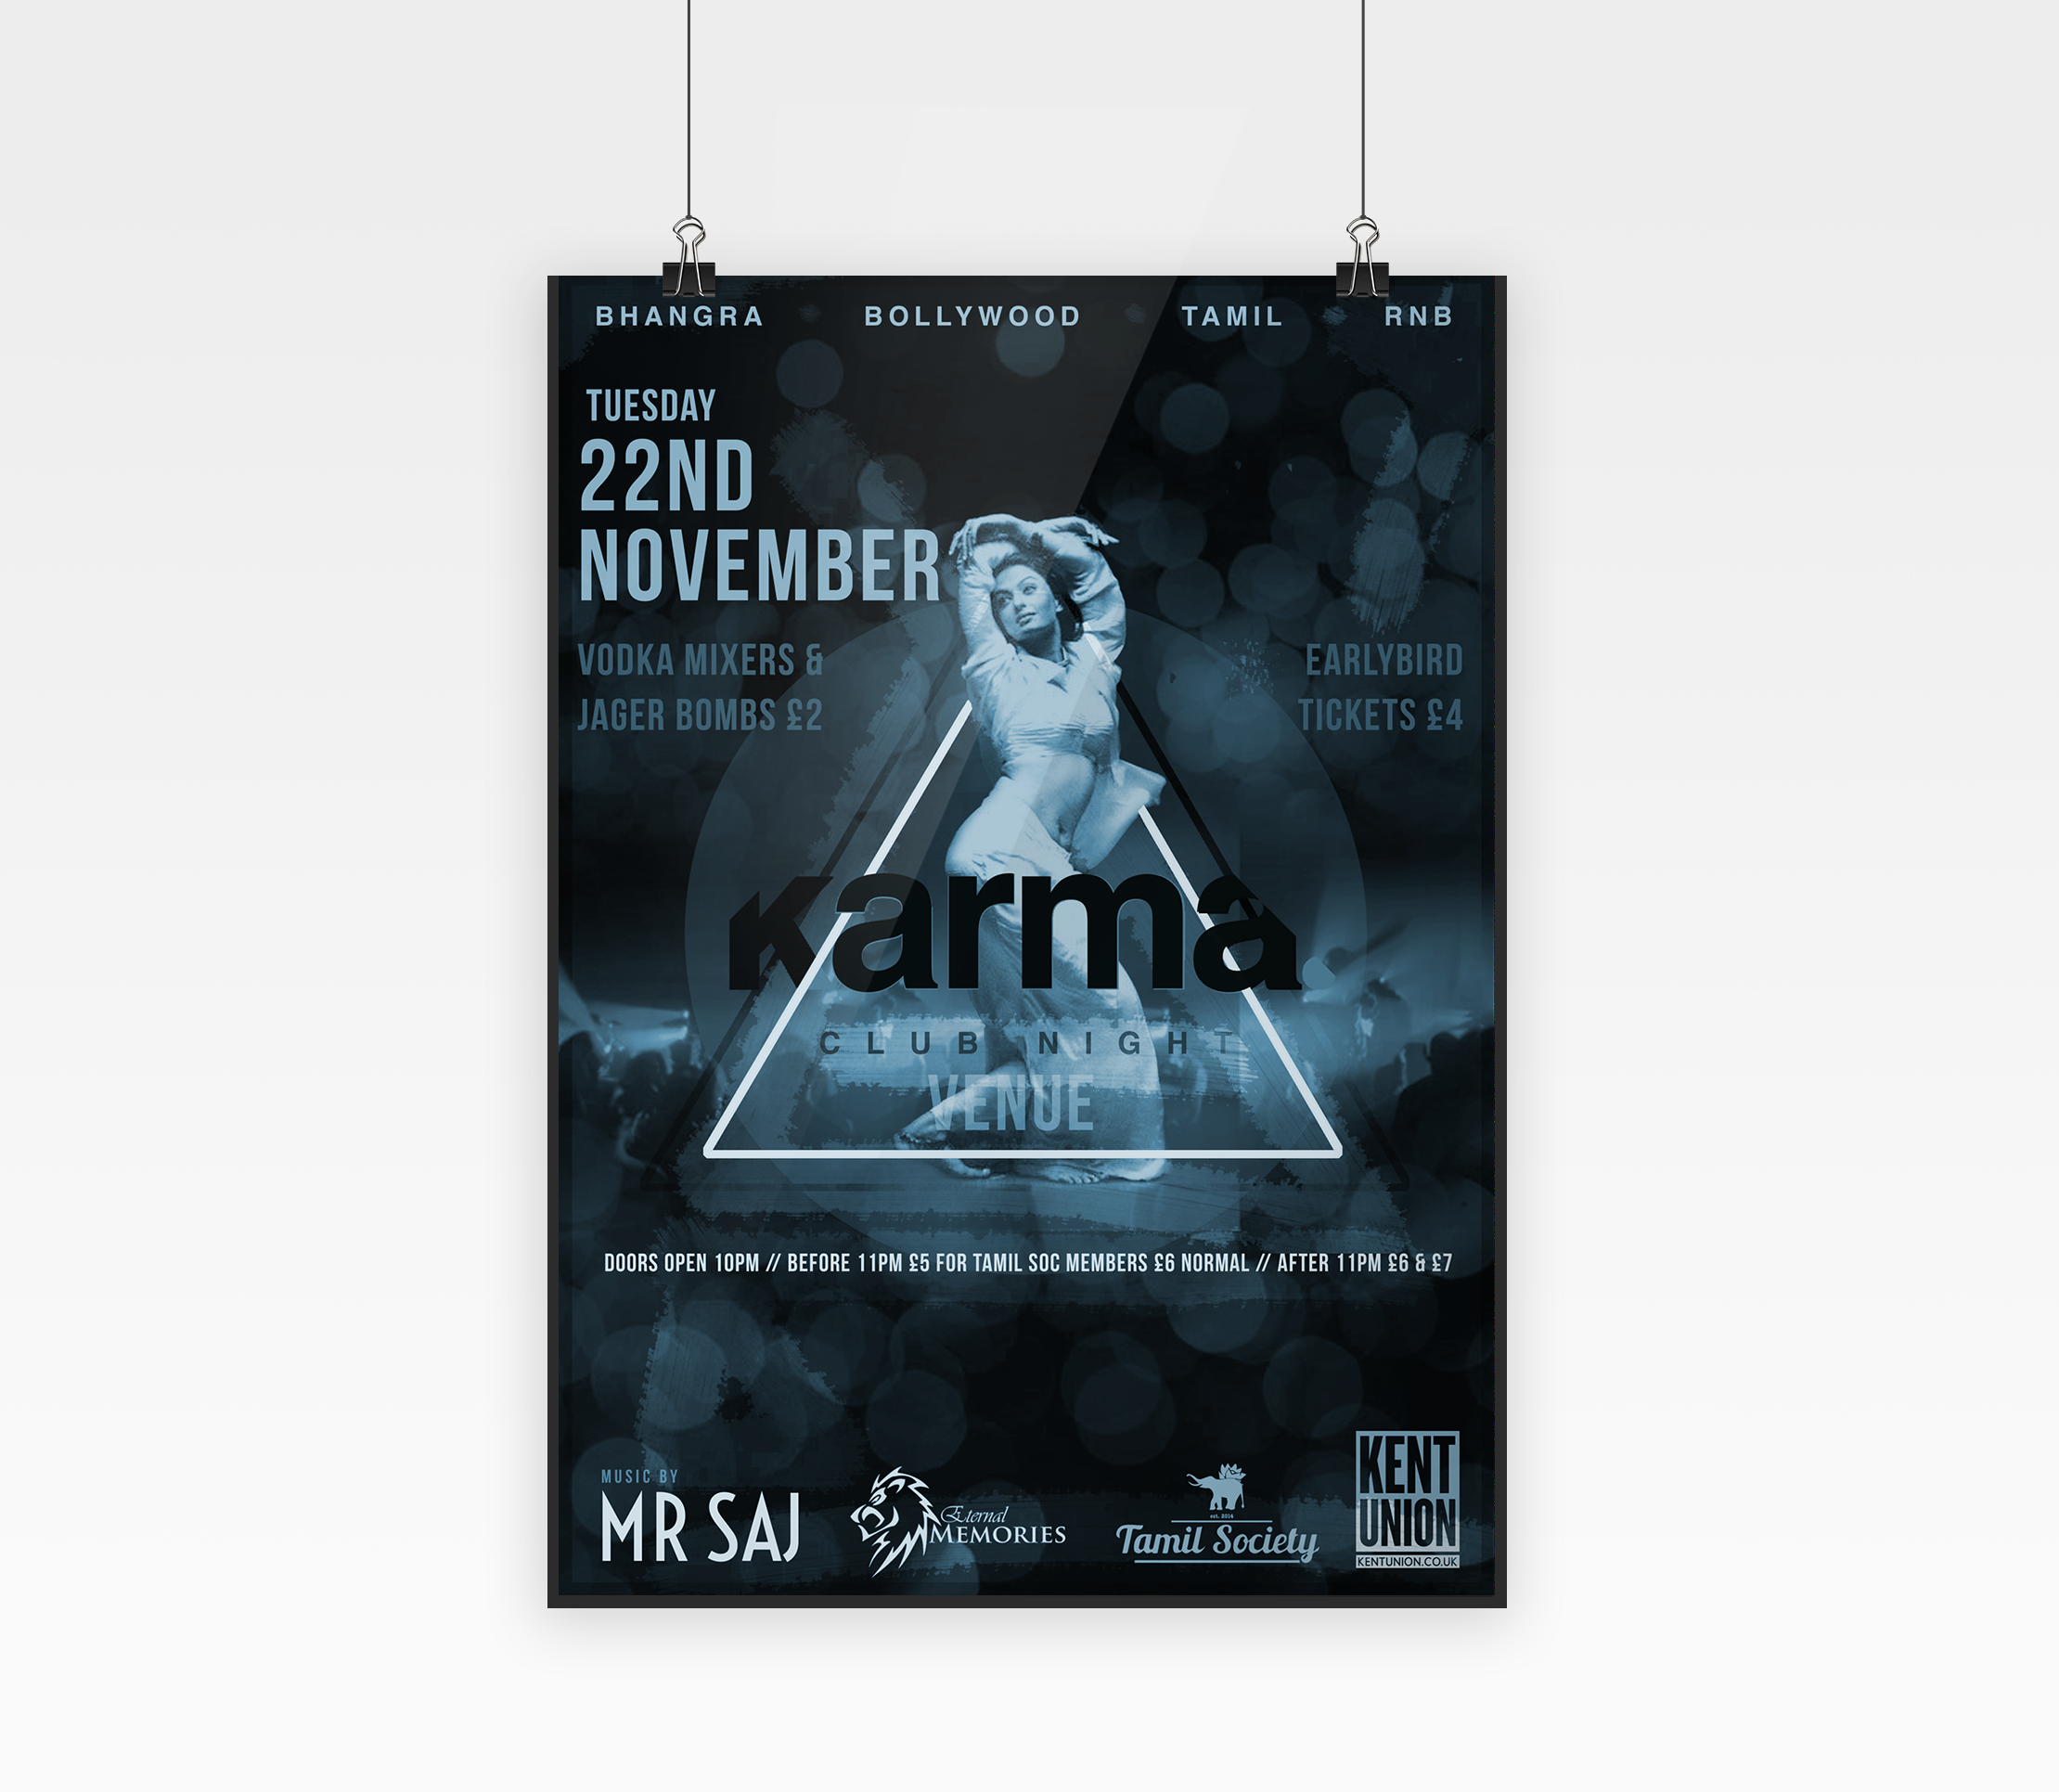 BHANGRA BOLLYWOOD TAMIL RNB
TUESDAY
22ND
NOVEMBER
VODKA MIXERS &
JAGER BOMBS £2
EARLYBIRD
TICKETS £4
karma.
CLUB NIGHT
VENUE
DOORS OPEN 10PM // BEFORE 11PM £5 FOR TAMIL SOC MEMBERS £6 NORMAL // AFTER 11PM £6 & £7
MUSIC BY
MR SAJ
Eternal
MEMORIES
est. 2014
Tamil Society
KENT
UNION
KENTUNION.CO.UK